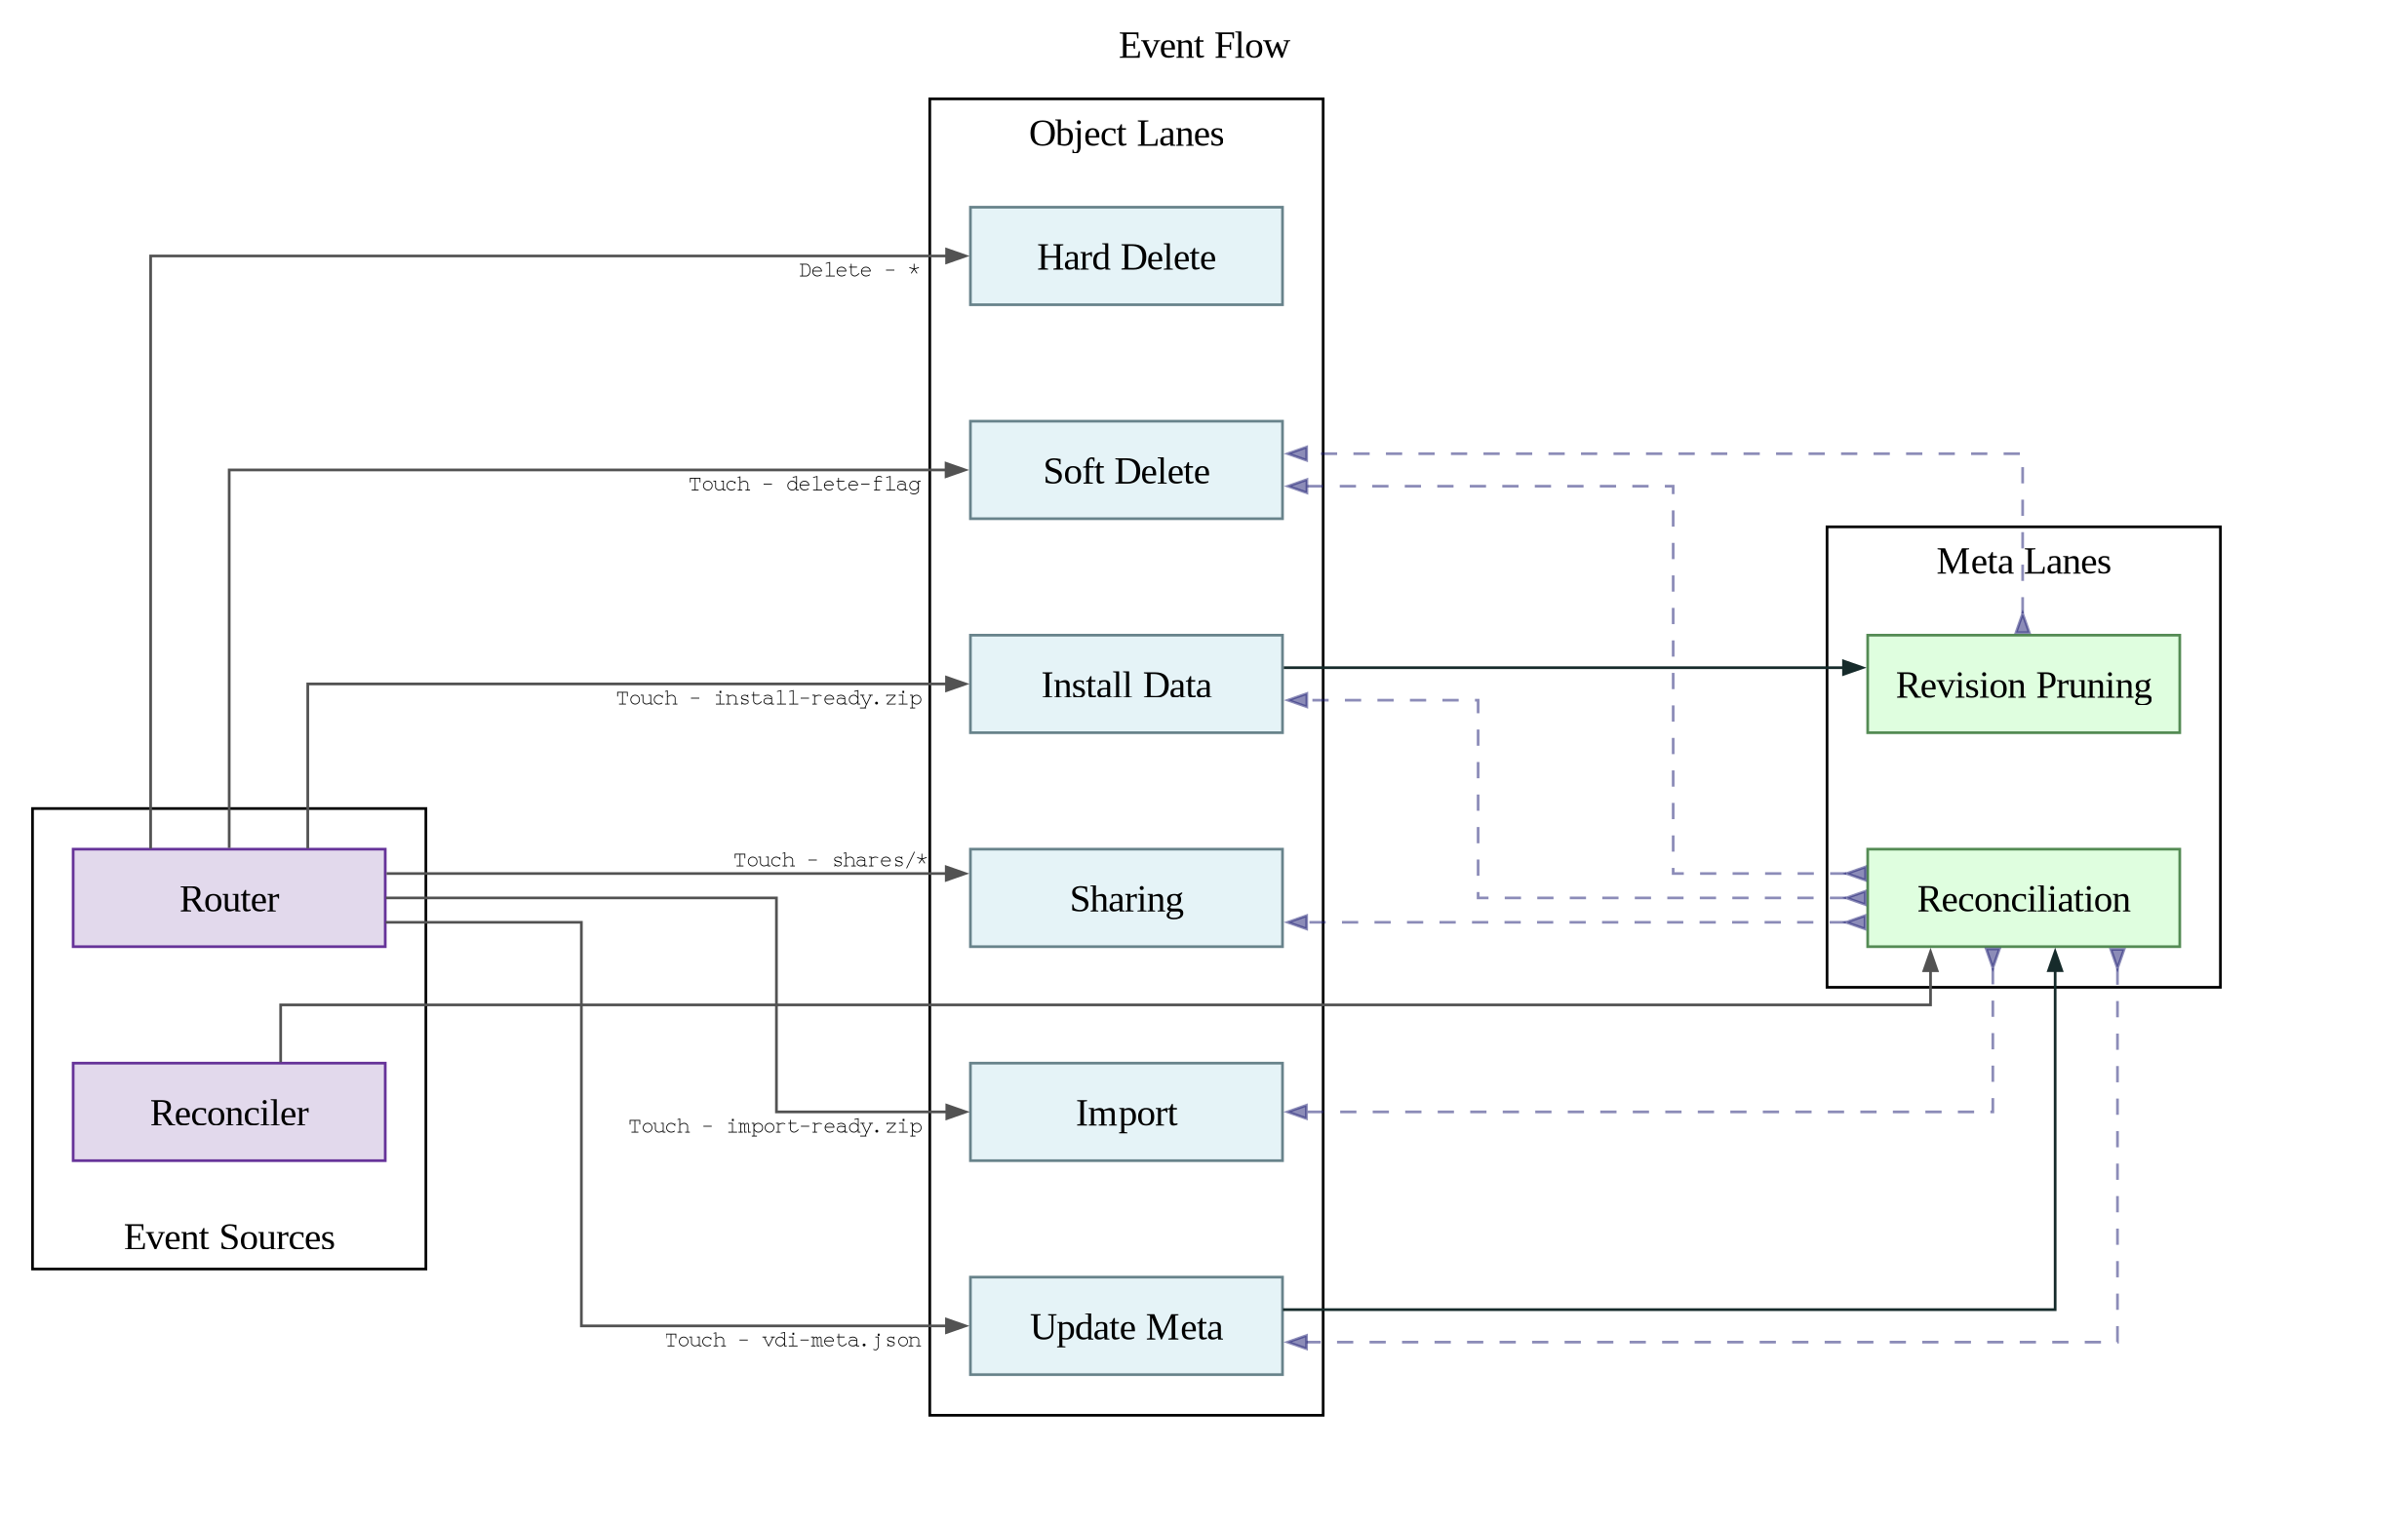 Event Flow
Object Lanes
Hard Delete
Delete - *
Soft Delete
Touch - delete-flag
Meta Lanes
Install Data
Revision Pruning
Touch - install-ready.zip
Touch - shares/*
Router
Sharing
Reconciliation
Reconciler
Import
Touch - import-ready.zip
Event Sources
Update Meta
Touch - vdi-meta.json